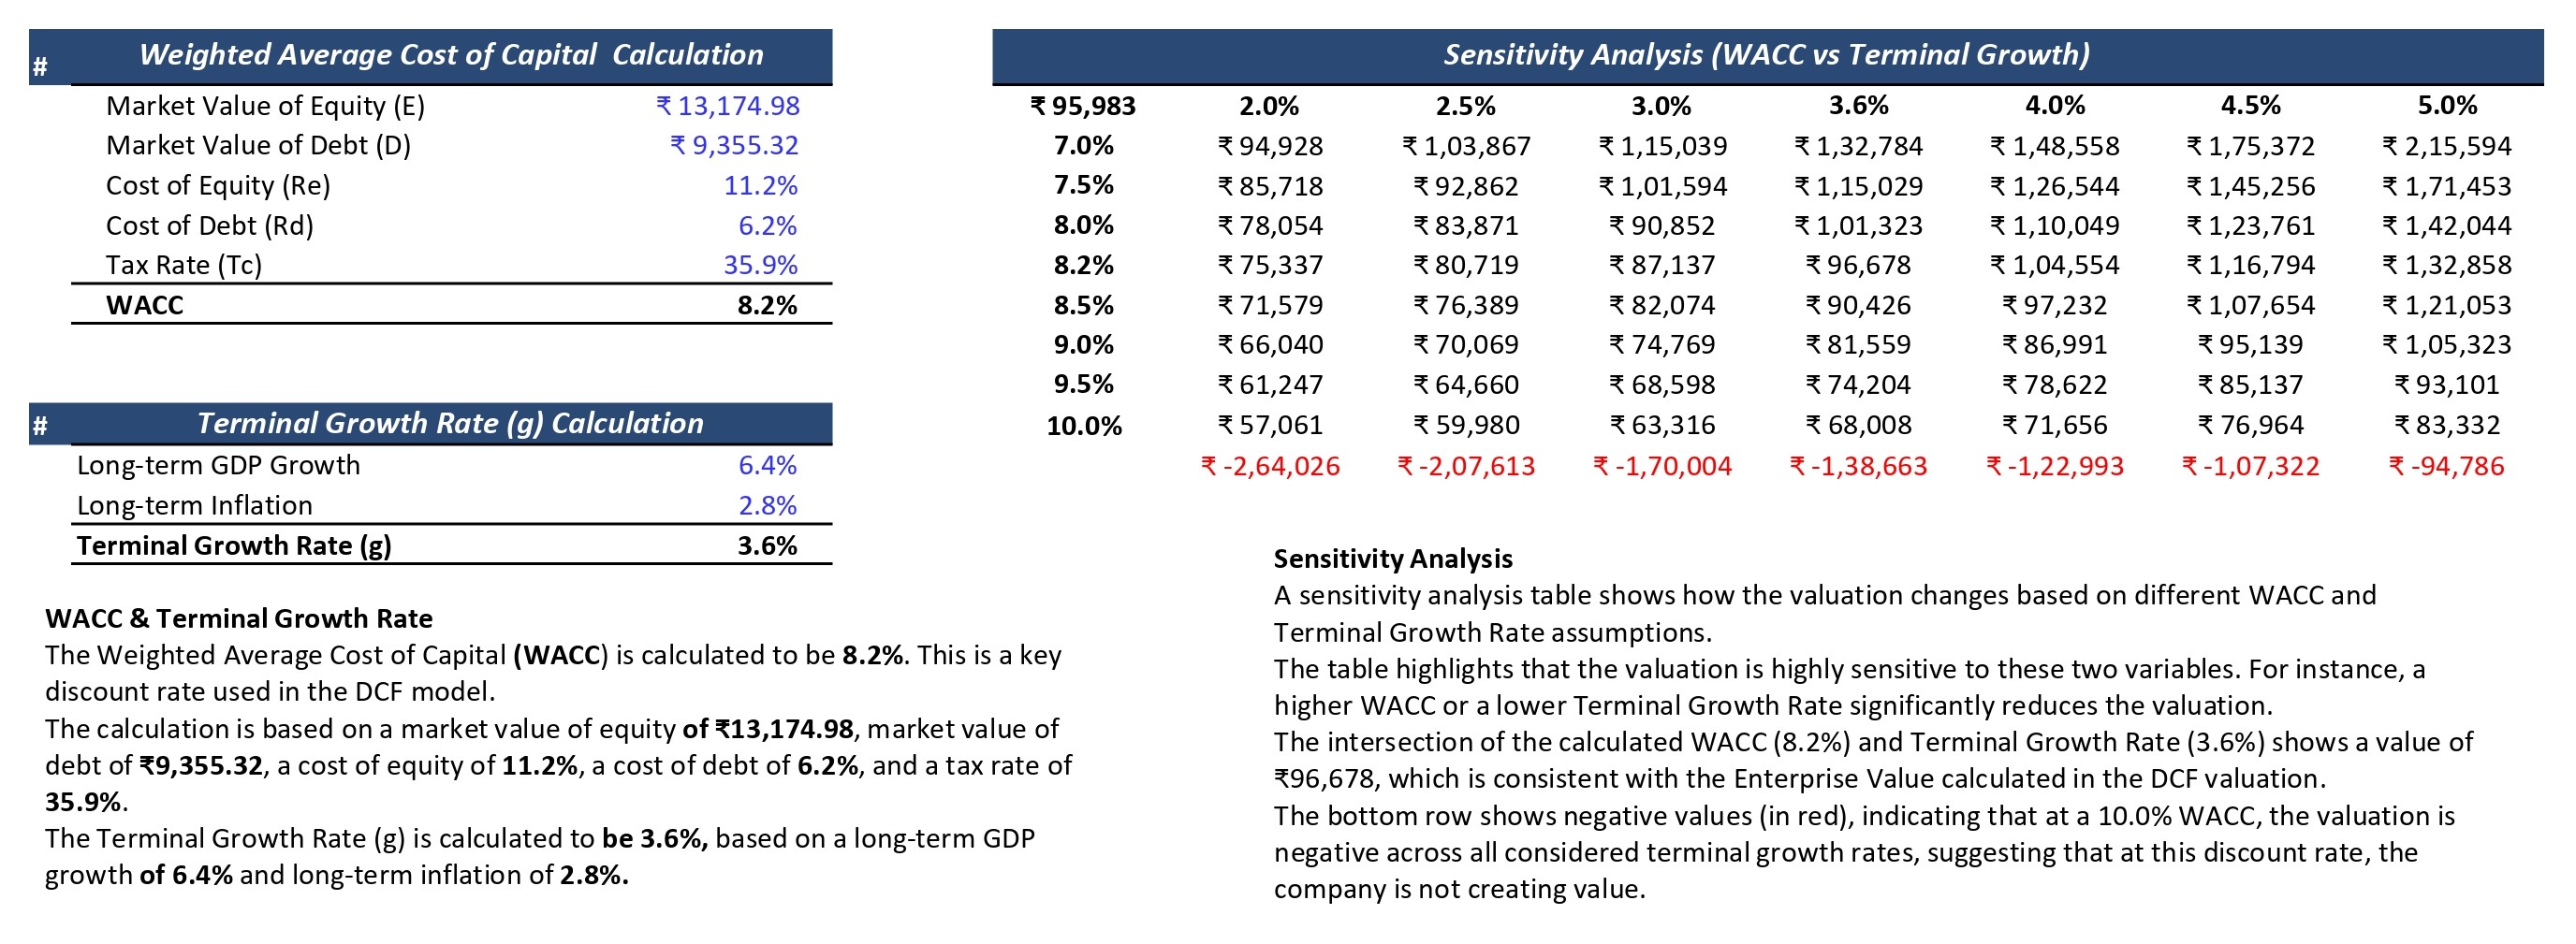 # Weighted Average Cost of Capital  Calculation
Market Value of Equity (E) ₹ 13,174.98
Market Value of Debt (D) ₹ 9,355.32
Cost of Equity (Re) 11.2%
Cost of Debt (Rd) 6.2%
Tax Rate (Tc) 35.9%
WACC 8.2%
# Terminal Growth Rate (g) Calculation
Long-term GDP Growth 6.4%
Long-term Inflation 2.8%
Terminal Growth Rate (g) 3.6%
WACC & Terminal Growth Rate
The Weighted Average Cost of Capital (WACC) is calculated to be 8.2%. This is a key
discount rate used in the DCF model.
The calculation is based on a market value of equity of ₹13,174.98, market value of
debt of ₹9,355.32, a cost of equity of 11.2%, a cost of debt of 6.2%, and a tax rate of
35.9%.
The Terminal Growth Rate (g) is calculated to be 3.6%, based on a long-term GDP
growth of 6.4% and long-term inflation of 2.8%.
Sensitivity Analysis (WACC vs Terminal Growth)
₹ 95,983 2.0% 2.5% 3.0% 3.6% 4.0% 4.5% 5.0%
7.0% ₹ 94,928 ₹ 1,03,867 ₹ 1,15,039 ₹ 1,32,784 ₹ 1,48,558 ₹ 1,75,372 ₹ 2,15,594
7.5% ₹ 85,718 ₹ 92,862 ₹ 1,01,594 ₹ 1,15,029 ₹ 1,26,544 ₹ 1,45,256 ₹ 1,71,453
8.0% ₹ 78,054 ₹ 83,871 ₹ 90,852 ₹ 1,01,323 ₹ 1,10,049 ₹ 1,23,761 ₹ 1,42,044
8.2% ₹ 75,337 ₹ 80,719 ₹ 87,137 ₹ 96,678 ₹ 1,04,554 ₹ 1,16,794 ₹ 1,32,858
8.5% ₹ 71,579 ₹ 76,389 ₹ 82,074 ₹ 90,426 ₹ 97,232 ₹ 1,07,654 ₹ 1,21,053
9.0% ₹ 66,040 ₹ 70,069 ₹ 74,769 ₹ 81,559 ₹ 86,991 ₹ 95,139 ₹ 1,05,323
9.5% ₹ 61,247 ₹ 64,660 ₹ 68,598 ₹ 74,204 ₹ 78,622 ₹ 85,137 ₹ 93,101
10.0% ₹ 57,061 ₹ 59,980 ₹ 63,316 ₹ 68,008 ₹ 71,656 ₹ 76,964 ₹ 83,332
₹ -2,64,026 ₹ -2,07,613 ₹ -1,70,004 ₹ -1,38,663 ₹ -1,22,993 ₹ -1,07,322 ₹ -94,786
Sensitivity Analysis
A sensitivity analysis table shows how the valuation changes based on different WACC and
Terminal Growth Rate assumptions.
The table highlights that the valuation is highly sensitive to these two variables. For instance, a
higher WACC or a lower Terminal Growth Rate significantly reduces the valuation.
The intersection of the calculated WACC (8.2%) and Terminal Growth Rate (3.6%) shows a value of
₹96,678, which is consistent with the Enterprise Value calculated in the DCF valuation.
The bottom row shows negative values (in red), indicating that at a 10.0% WACC, the valuation is
negative across all considered terminal growth rates, suggesting that at this discount rate, the
company is not creating value.